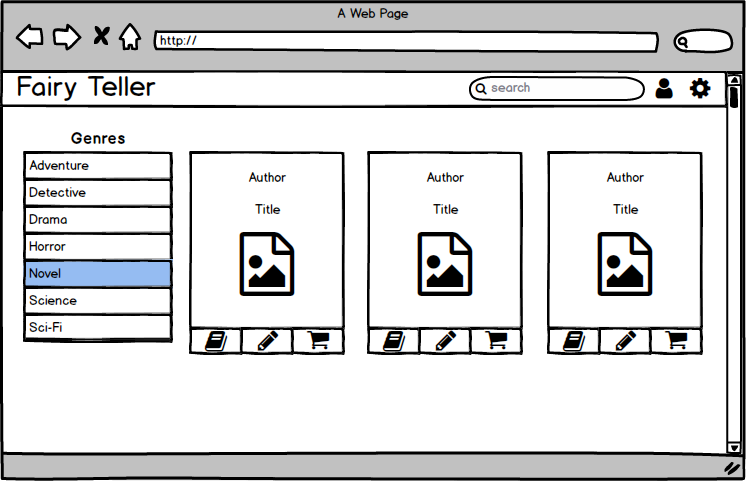 A Web Page
http://
Fairy Teller
search
Genres
Adventure
Detective
Drama
Horror
Novel
Science
Sci-Fi
Author
Title
Author
Title
Author
Title